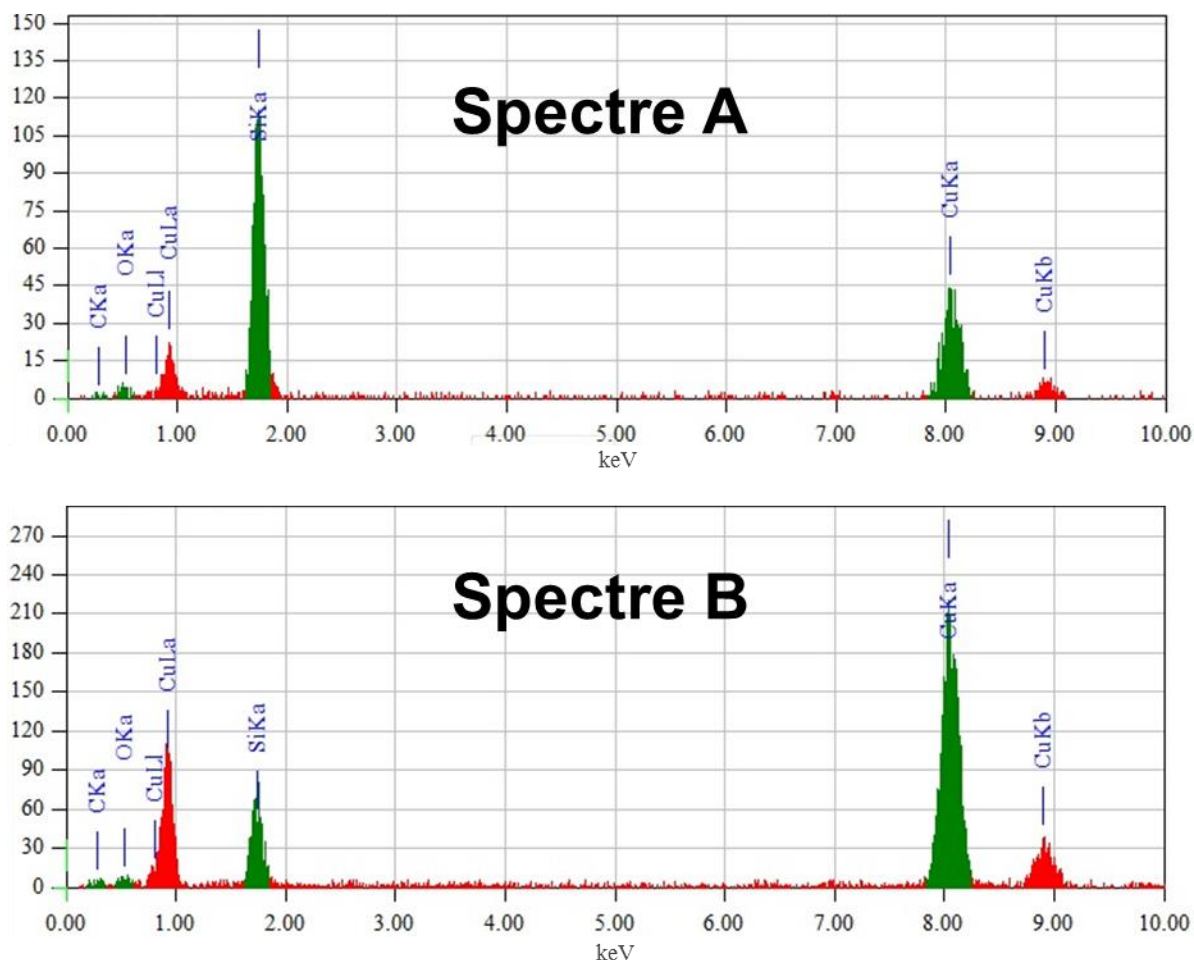 150
135
120
105
90
75
60
45
30
15
0
Spectre A
CKa
OKa
CuLl
CuLa
SiKa
CuKa
CuKb
0.00 1.00 2.00 3.00 4.00 5.00 6.00 7.00 8.00 9.00 10.00
keV
270
240
210
180
150
120
90
60
30
0
Spectre B
CKa
OKa
CuLl
CuLa
SiKa
CuKa
CuKb
0.00 1.00 2.00 3.00 4.00 5.00 6.00 7.00 8.00 9.00 10.00
keV